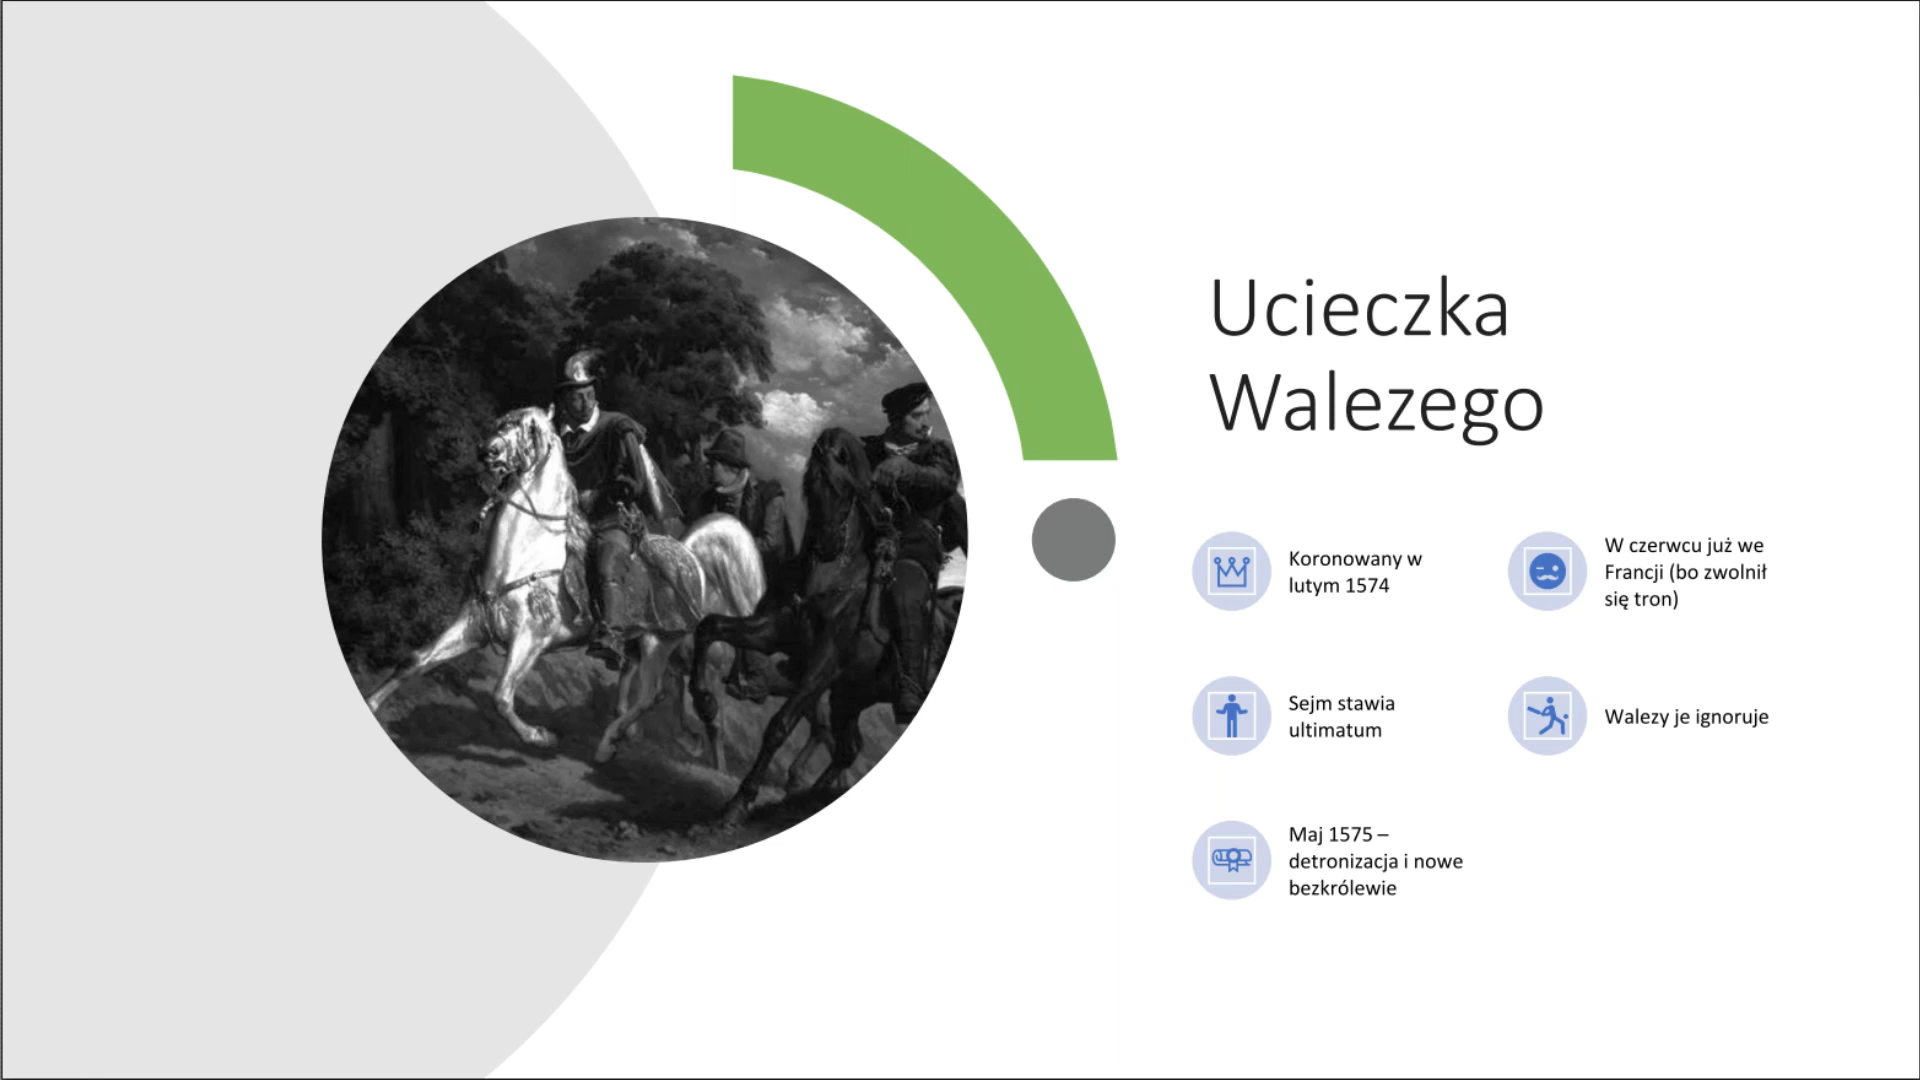 Ucieczka
Walezego
Koronowany w
lutym 1574
W czerwcu już we
Francji (bo zwolnił
się tron)
Sejm stawia
ultimatum
Walezy je ignoruje
Maj 1575 –
detronizacja i nowe
bezkrólewie